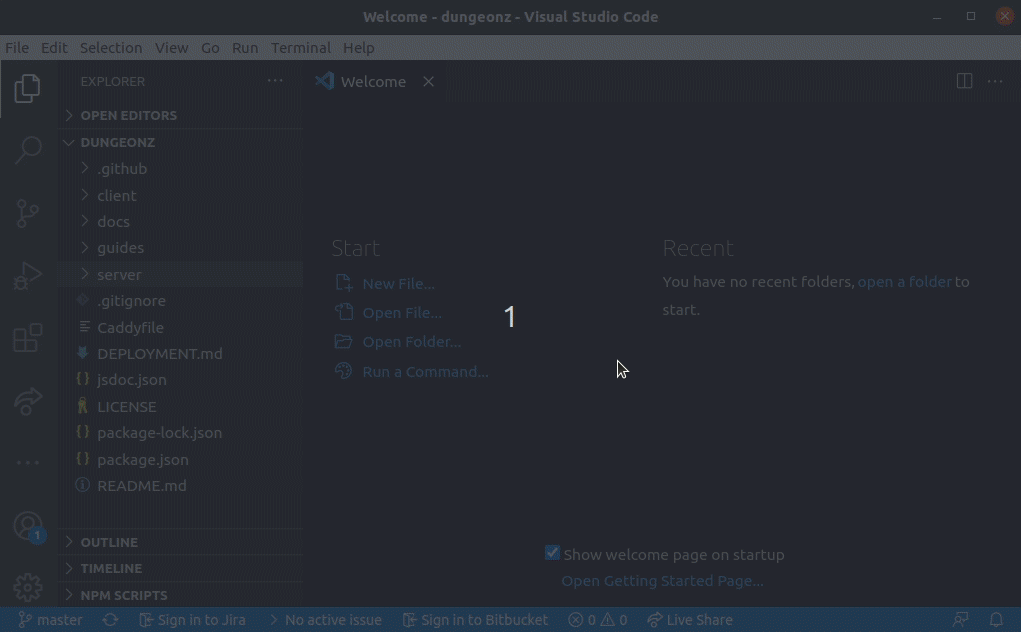 Welcome - dungeonz - Visual Studio Code
File Edit Selection View Go Run Terminal Help
EXPLORER
Welcome
OPEN EDITORS
DUNGEONZ
.github
client
docs
guides
server
.gitignore
Caddyfile
DEPLOYMENT.md
jsdoc.json
LICENSE
package-lock.json
package.json
README.md
OUTLINE
TIMELINE
NPM SCRIPTS
Start
New File...
Open File...
Open Folder...
Run a Command...
Recent
You have no recent folders, open a folder to
start.
1
Show welcome page on startup
Open Getting Started Page...
1
master Sign in to Jira No active issue Sign in to Bitbucket 0 0 Live Share